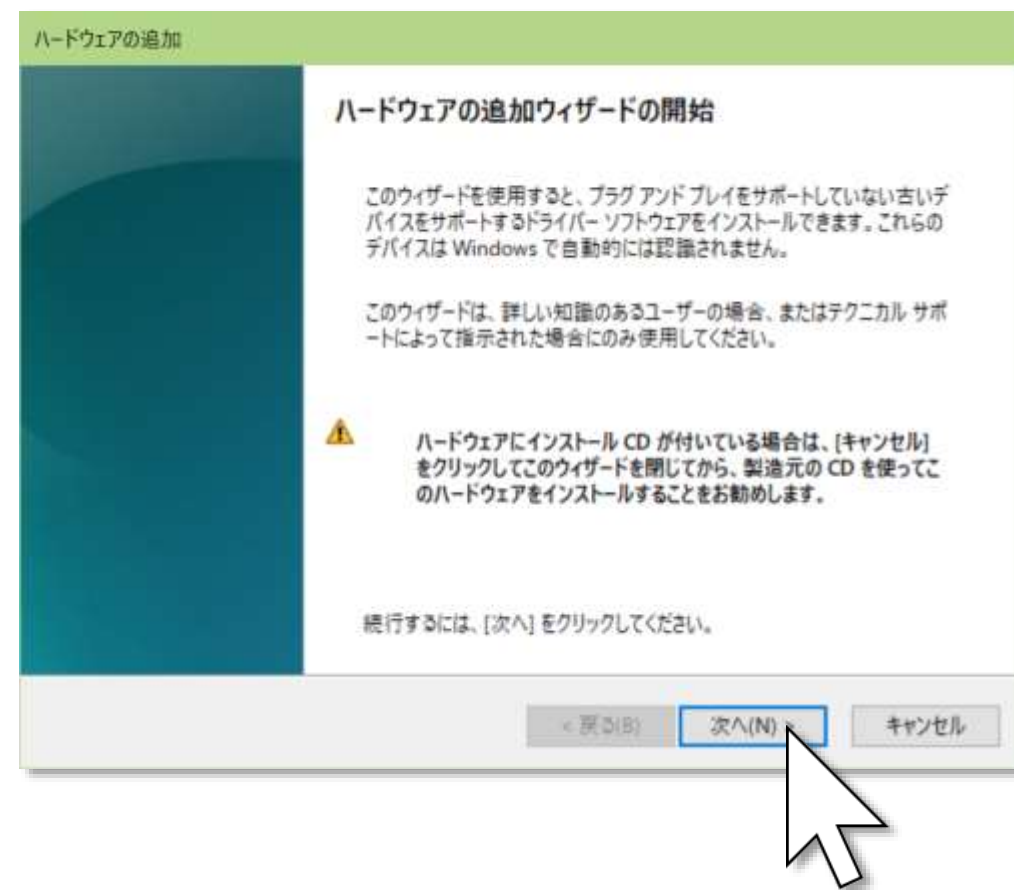 ハードウェアの追加
ハードウェアの追加ウィザードの開始
このウィザードを使用すると、プラグ アンド プレイをサポートしていない古いデ
バイスをサポートするドライバー ソフトウェアをインストールできます。これらの
デバイスは Windows で自動的には認識されません。
このウィザードは、詳しい知識のあるユーザーの場合、またはテクニカル サポ
ートによって指示された場合にのみ使用してください。
ハードウェアにインストール CD が付いている場合は、[キャンセル]
をクリックしてこのウィザードを閉じてから、製造元の CD を使ってこ
のハードウェアをインストールすることをお勧めします。
続行するには、[次へ] をクリックしてください。
< 戻る(B) 次へ(N) > キャンセル